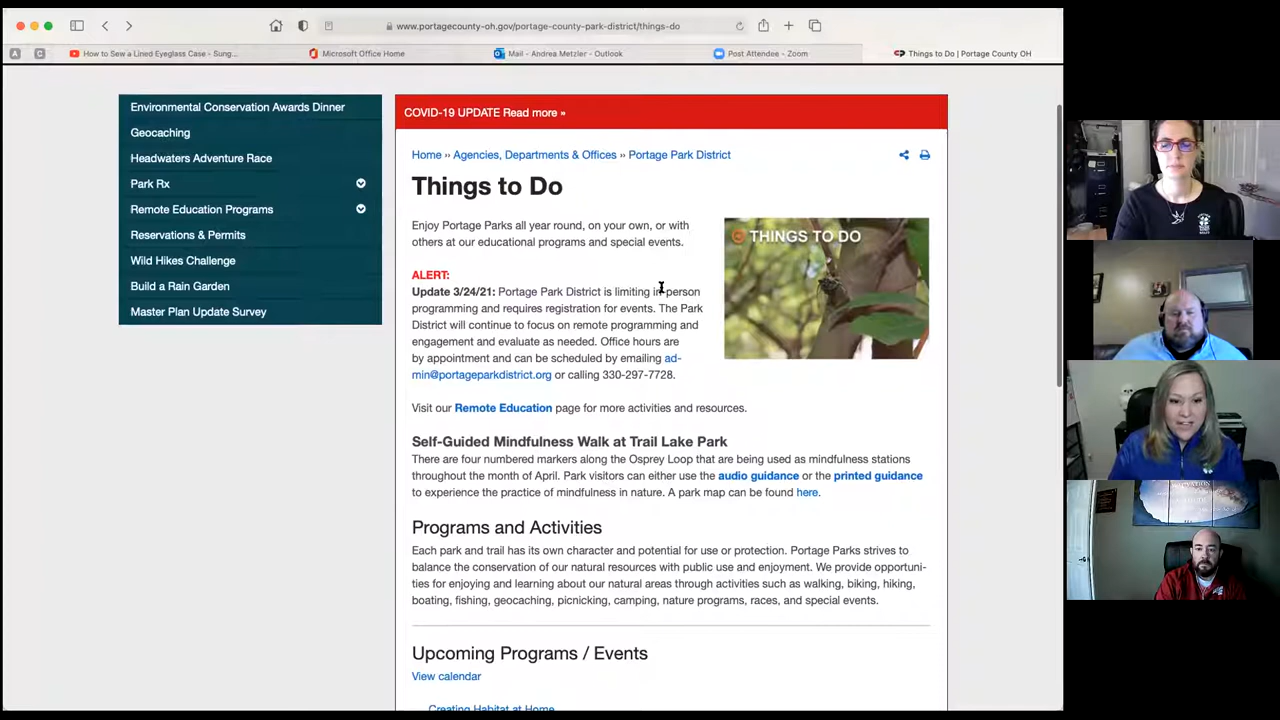 www.portagecounty-oh.gov/portage-county-park-district/things-do
A
C
How to Sew a Lined Eyeglass Case - Sung...
Microsoft Office Home
Mail - Andrea Metzler - Outlook
Post Attendee - Zoom
Things to Do | Portage County OH
Environmental Conservation Awards Dinner
Geocaching
Headwaters Adventure Race
Park Rx
Remote Education Programs
Reservations & Permits
Wild Hikes Challenge
Build a Rain Garden
Master Plan Update Survey
COVID-19 UPDATE Read more »
Home ›› Agencies, Departments & Offices ›› Portage Park District
Things to Do
Enjoy Portage Parks all year round, on your own, or with
others at our educational programs and special events.
THINGS TO DO
ALERT:
Update 3/24/21: Portage Park District is limiting in-person
programming and requires registration for events. The Park
District will continue to focus on remote programming and
engagement and evaluate as needed. Office hours are
by appointment and can be scheduled by emailing ad-
min@portageparkdistrict.org or calling 330-297-7728.
Visit our Remote Education page for more activities and resources.
Self-Guided Mindfulness Walk at Trail Lake Park
There are four numbered markers along the Osprey Loop that are being used as mindfulness stations
throughout the month of April. Park visitors can either use the audio guidance or the printed guidance
to experience the practice of mindfulness in nature. A park map can be found here.
Programs and Activities
Each park and trail has its own character and potential for use or protection. Portage Parks strives to
balance the conservation of our natural resources with public use and enjoyment. We provide opportuni-
ties for enjoying and learning about our natural areas through activities such as walking, biking, hiking,
boating, fishing, geocaching, picnicking, camping, nature programs, races, and special events.
Upcoming Programs / Events
View calendar
Creating Habitat at Home